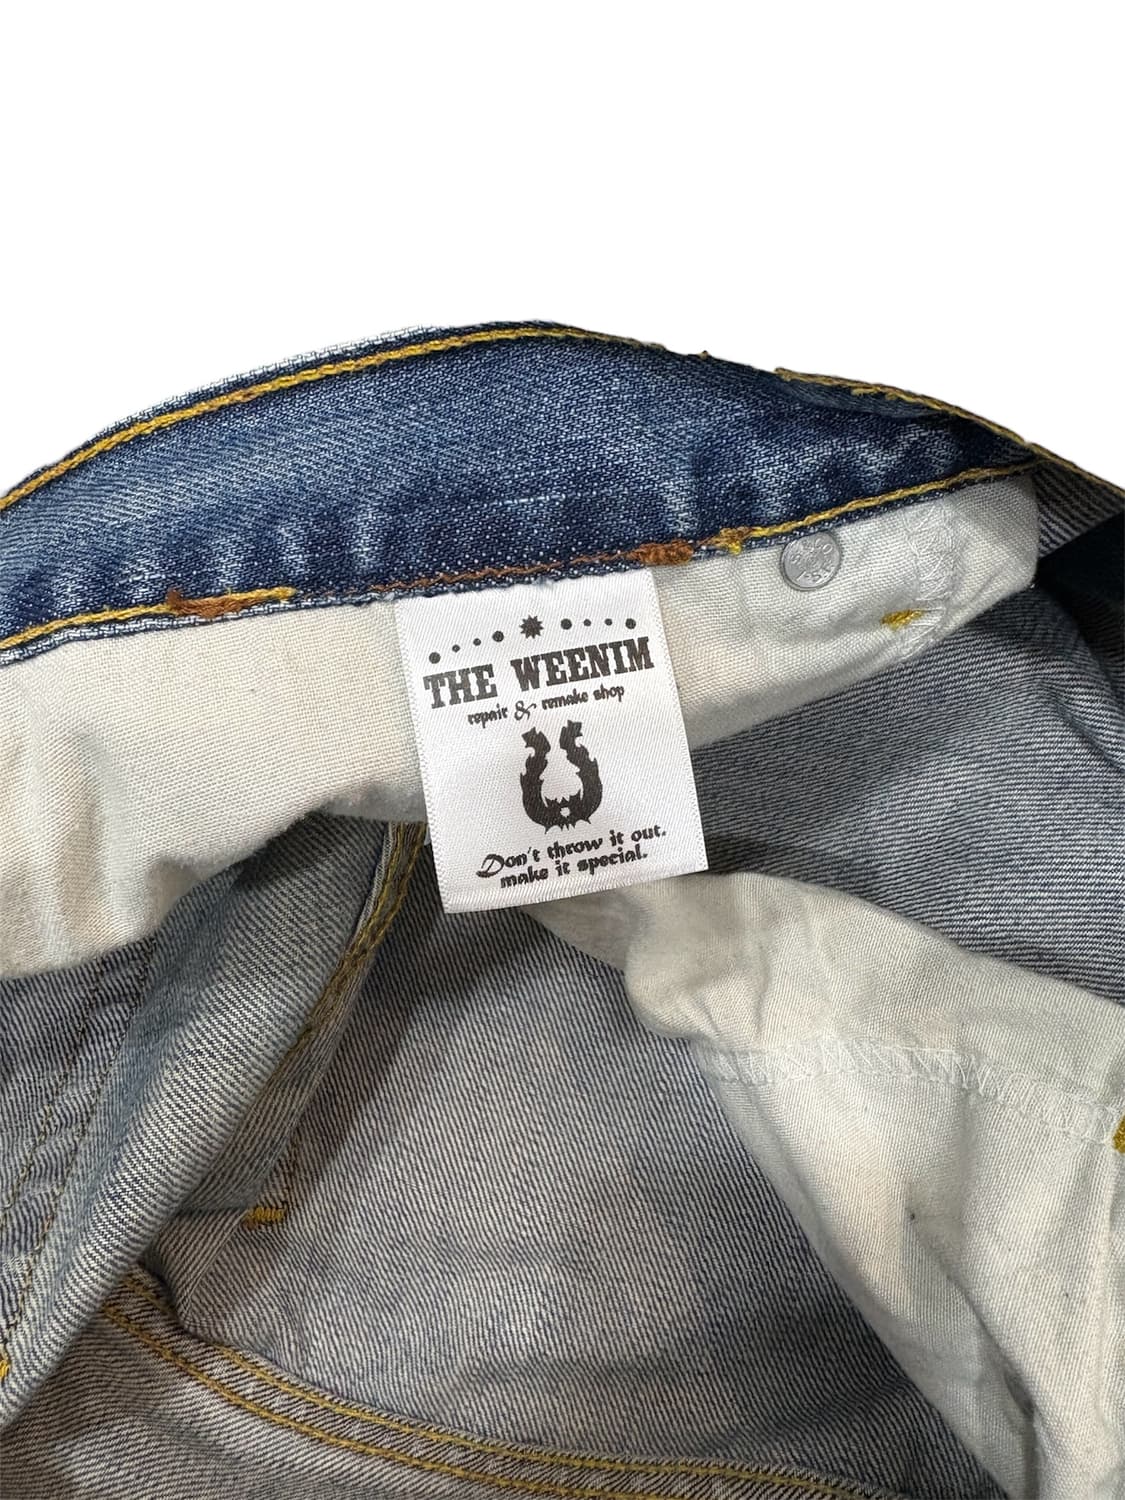 THE WEENIM
repair & remake shop
Don't throw it out.
make it special.